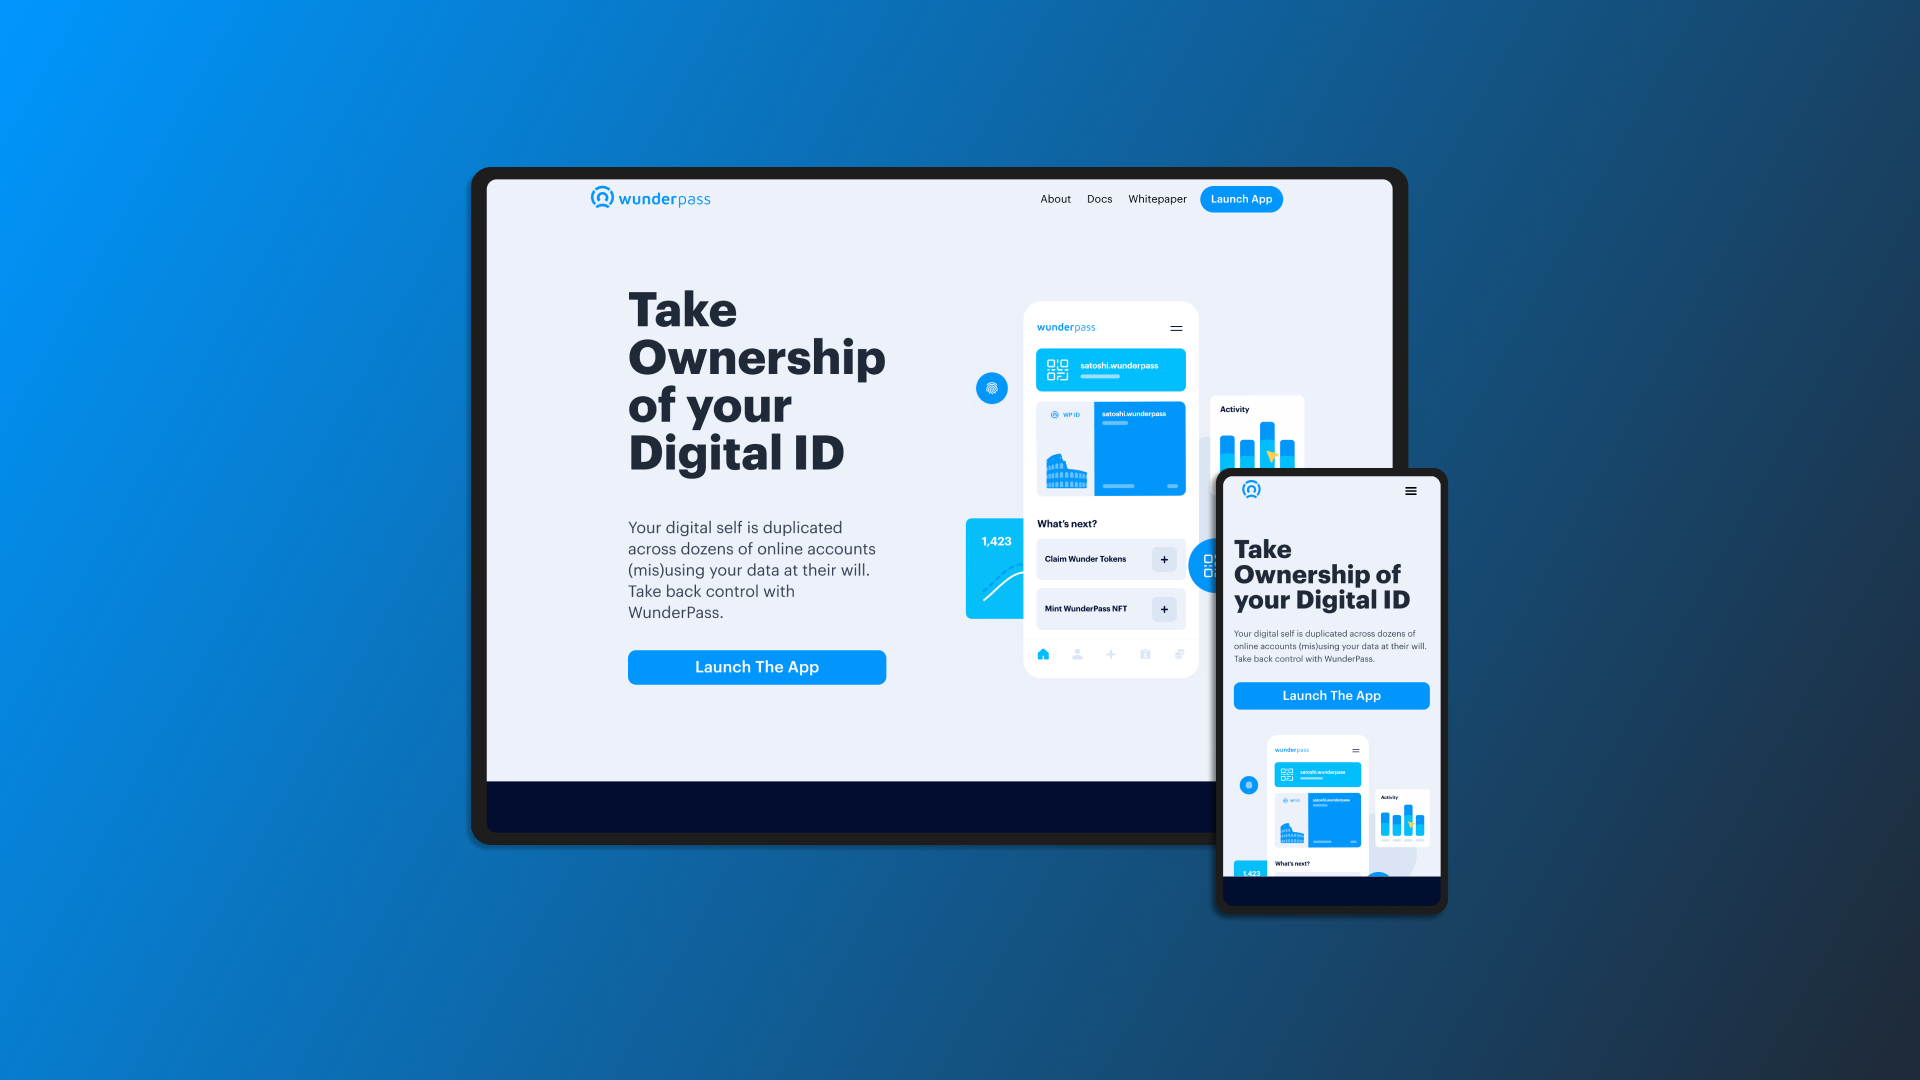 wunderpass
About Docs Whitepaper Launch App
Take
Ownership
of your
Digital ID
Your digital self is duplicated
across dozens of online accounts
(mis)using your data at their will.
Take back control with
WunderPass.
Launch The App
wunderpass
satoshi.wunderpass
WP ID
satoshi.wunderpass
What's next?
Claim Wunder Tokens +
Mint WunderPass NFT +
1,423
Activity
Take
Ownership of
your Digital ID
Your digital self is duplicated across dozens of
online accounts (mis)using your data at their will.
Take back control with WunderPass.
Launch The App
wunderpass
satoshi.wunderpass
WP ID
satoshi.wunderpass
What's next?
1,423
Activity